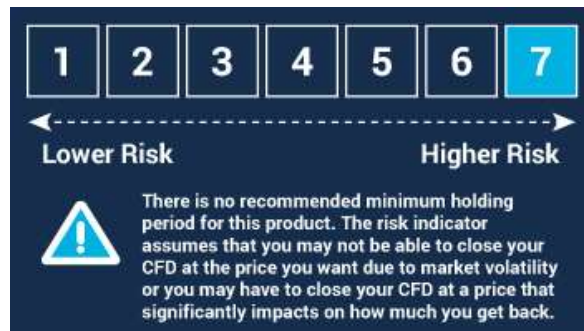 1 2 3 4 5 6 7
Lower Risk Higher Risk
There is no recommended minimum holding
period for this product. The risk indicator
assumes that you may not be able to close your
CFD at the price you want due to market volatility
or you may have to close your CFD at a price that
significantly impacts on how much you get back.